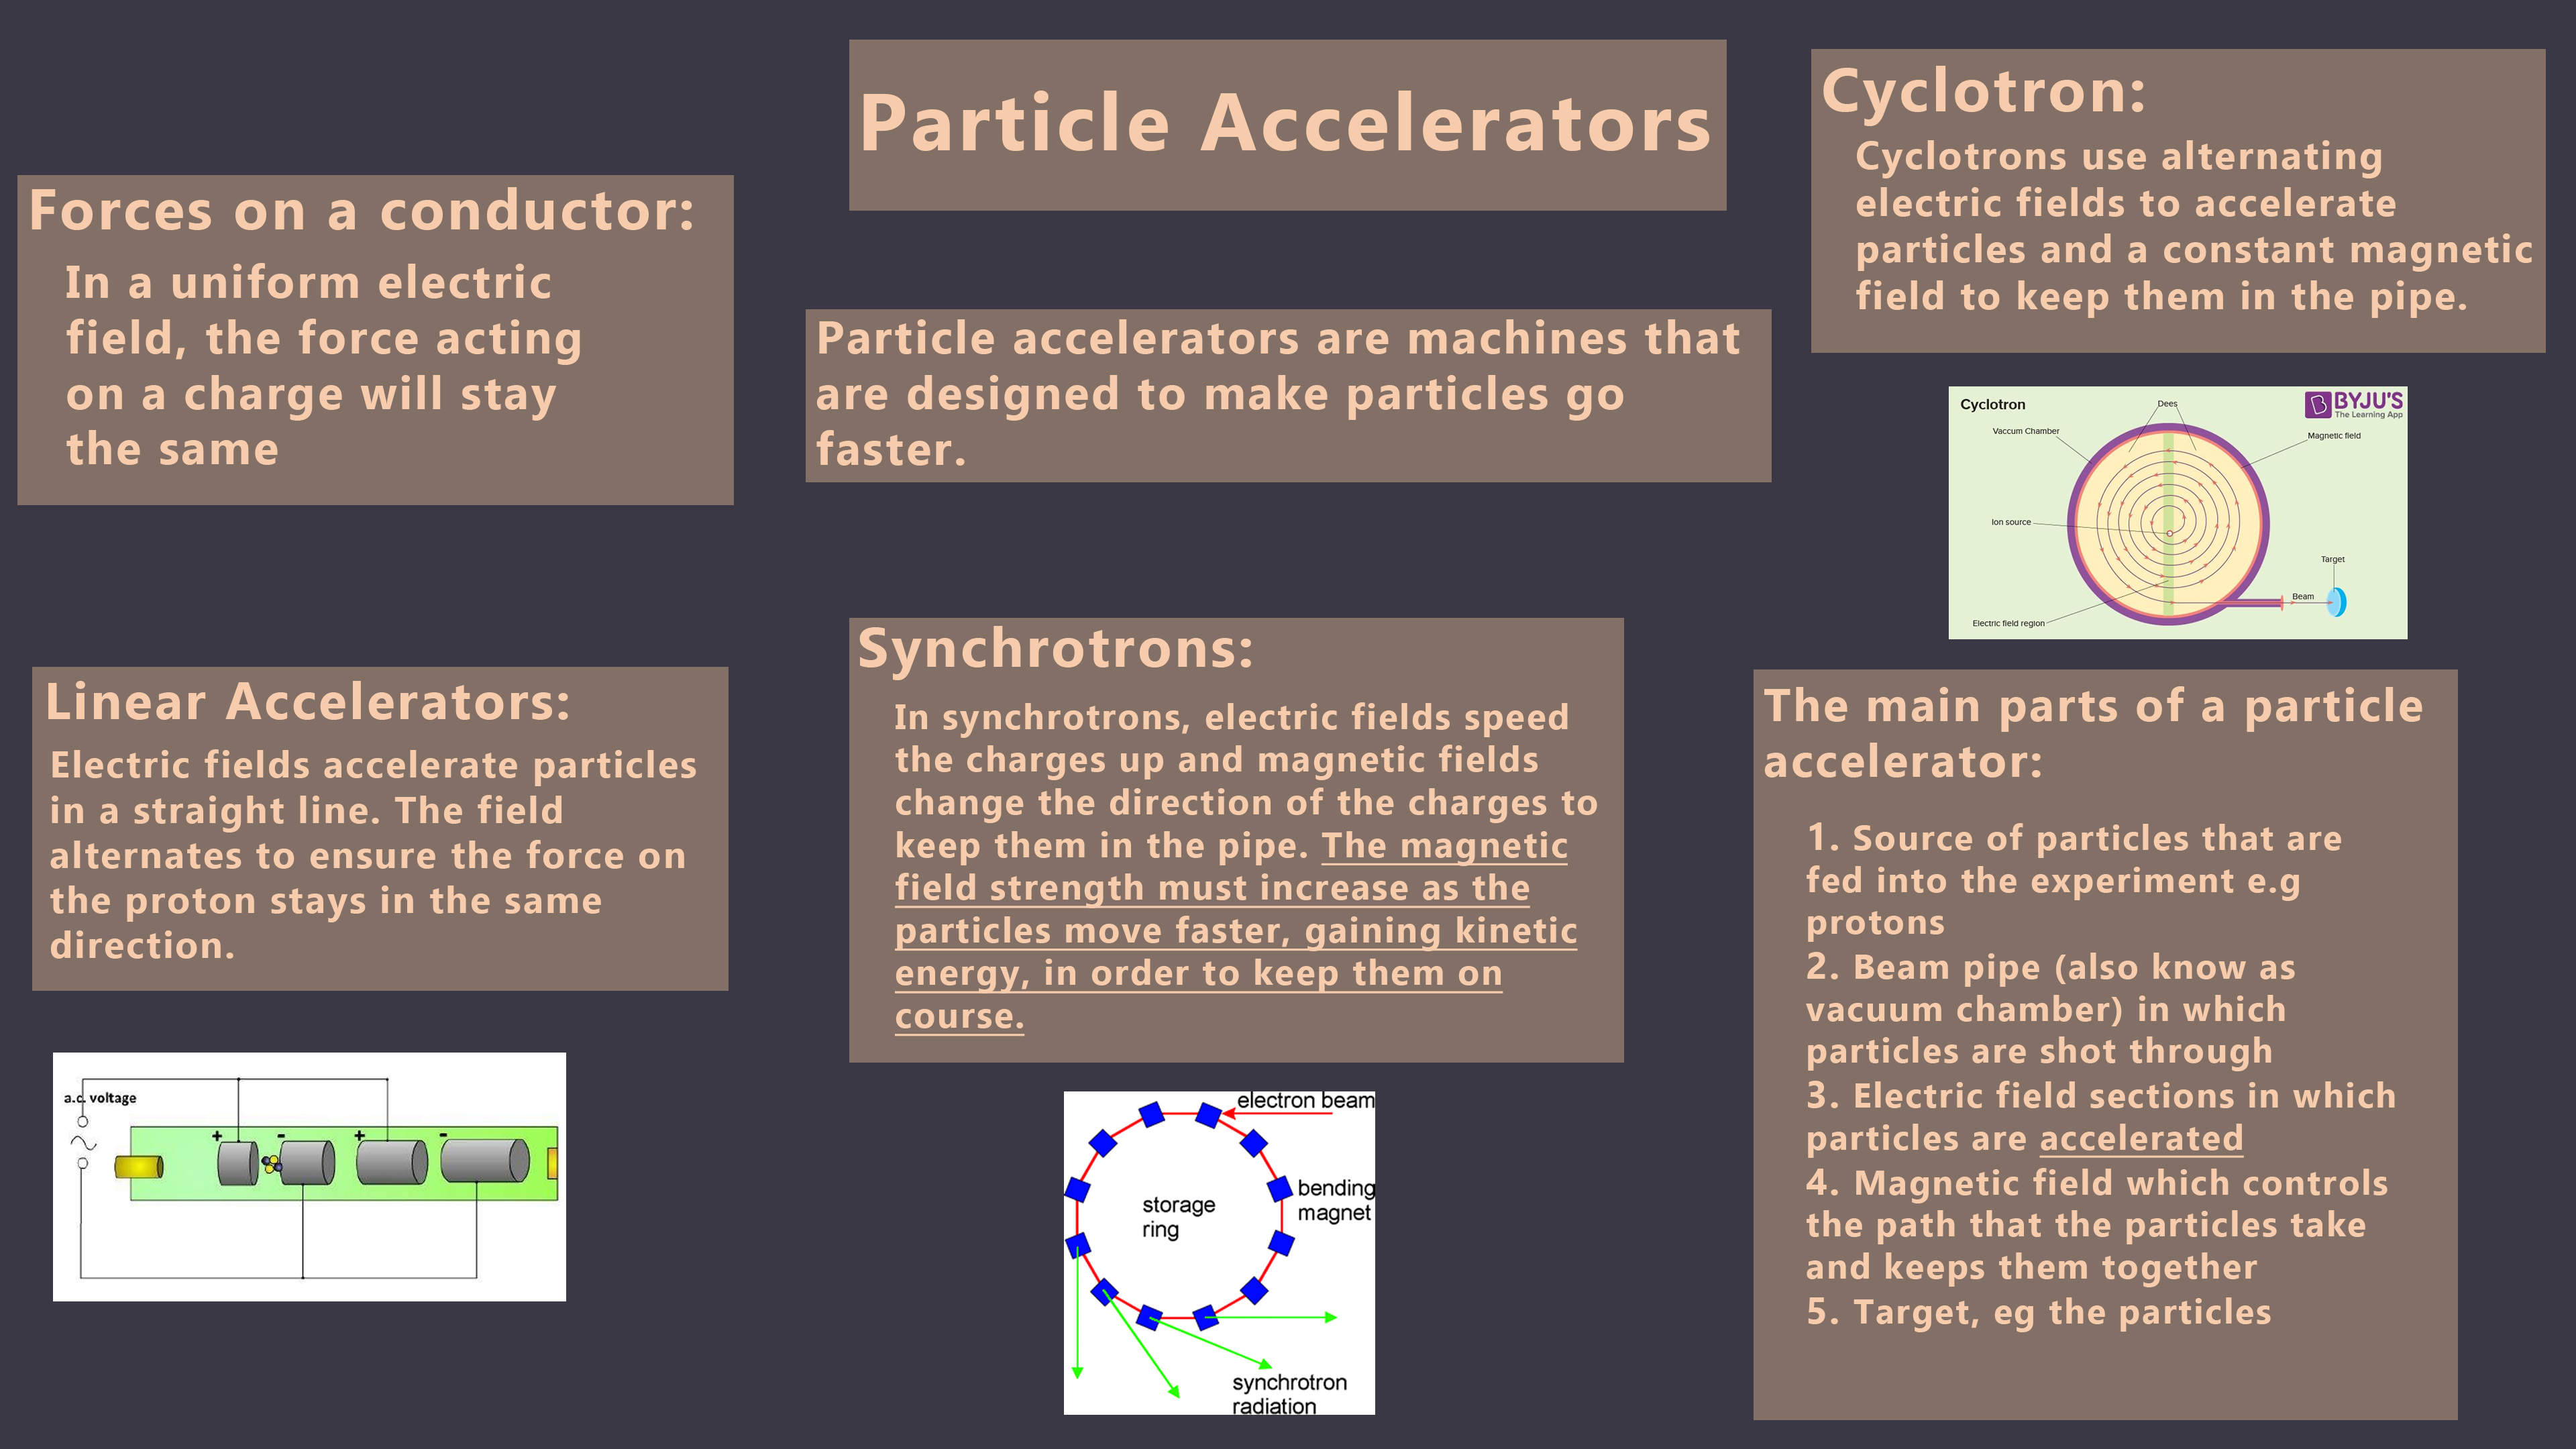 Particle Accelerators
Forces on a conductor:
In a uniform electric
field, the force acting
on a charge will stay
the same
Particle accelerators are machines that
are designed to make particles go
faster.
Cyclotron:
Cyclotrons use alternating
electric fields to accelerate
particles and a constant magnetic
field to keep them in the pipe.
Cyclotron
Dees
BYJU'S
The Learning App
Vaccum Chamber
Magnetic field
Ion source
Target
Beam
Electric field region
Linear Accelerators:
Electric fields accelerate particles
in a straight line. The field
alternates to ensure the force on
the proton stays in the same
direction.
a.c. voltage
+ - + -
Synchrotrons:
In synchrotrons, electric fields speed
the charges up and magnetic fields
change the direction of the charges to
keep them in the pipe. The magnetic
field strength must increase as the
particles move faster, gaining kinetic
energy, in order to keep them on
course.
electron beam
bending
magnet
storage
ring
synchrotron
radiation
The main parts of a particle
accelerator:
1. Source of particles that are
fed into the experiment e.g
protons
2. Beam pipe (also know as
vacuum chamber) in which
particles are shot through
3. Electric field sections in which
particles are accelerated
4. Magnetic field which controls
the path that the particles take
and keeps them together
5. Target, eg the particles